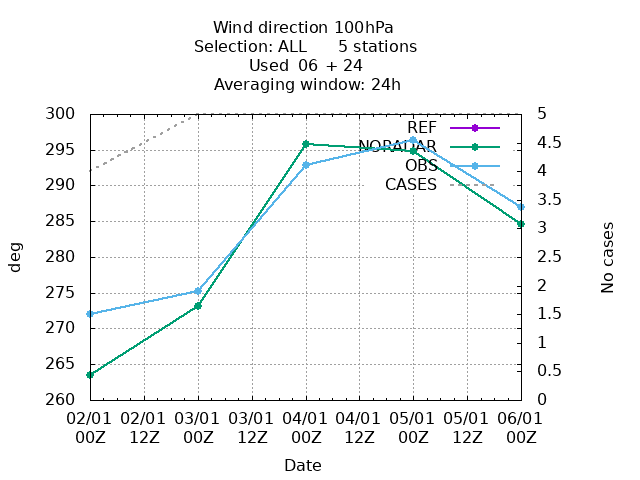 Wind direction 100hPa
Selection: ALL 5 stations
Used 06 + 24
Averaging window: 24h
300
295
290
285
280
275
270
265
260
deg
5
4.5
4
3.5
3
2.5
2
1.5
1
0.5
0
No cases
REF
NORADAR
OBS
CASES
02/01 02/01 03/01 03/01 04/01 04/01 05/01 05/01 06/01
00Z 12Z 00Z 12Z 00Z 12Z 00Z 12Z 00Z
Date